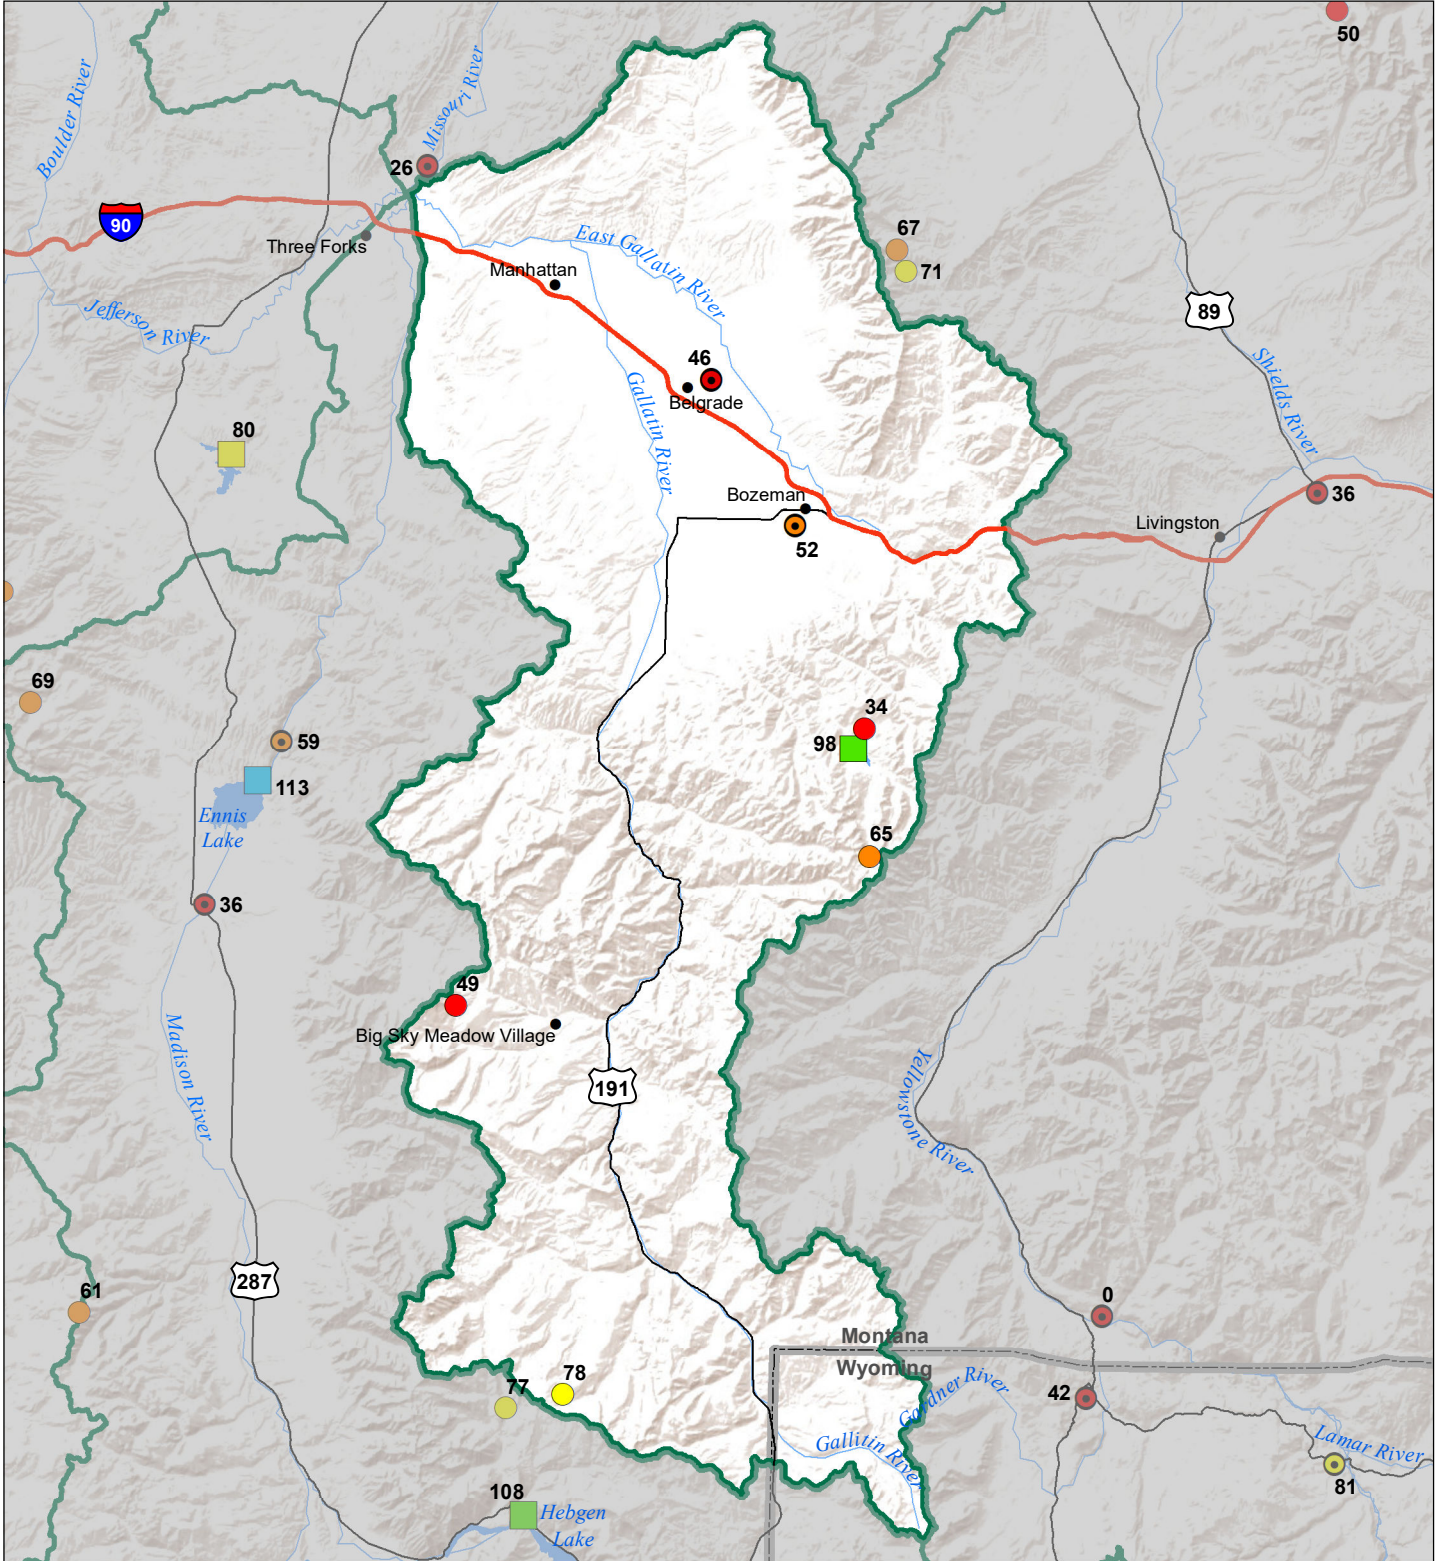 50
Boulder River
Missouri River
26
90
Three Forks
67
71
East Gallatin River
Manhattan
89
Jefferson River
Shields River
46
Belgrade
Gallatin River
80
Bozeman
36
52
Livingston
69
34
59
98
113
Ennis
Lake
65
36
49
Big Sky Meadow Village
Madison River
191
Yellowstone River
287
61
0
Montana
Wyoming
77
78
42
Gardner River
Gallitin River
Lamar River
81
108
Hebgen
Lake